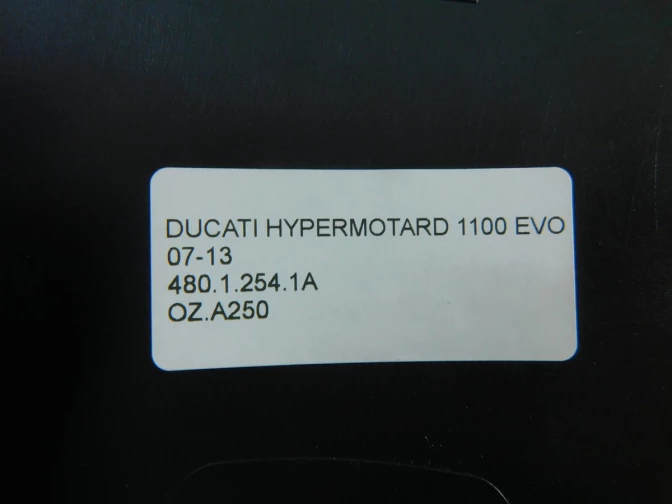 DUCATI HYPERMOTARD 1100 EVO
07-13
480.1.254.1A
OZ.A250